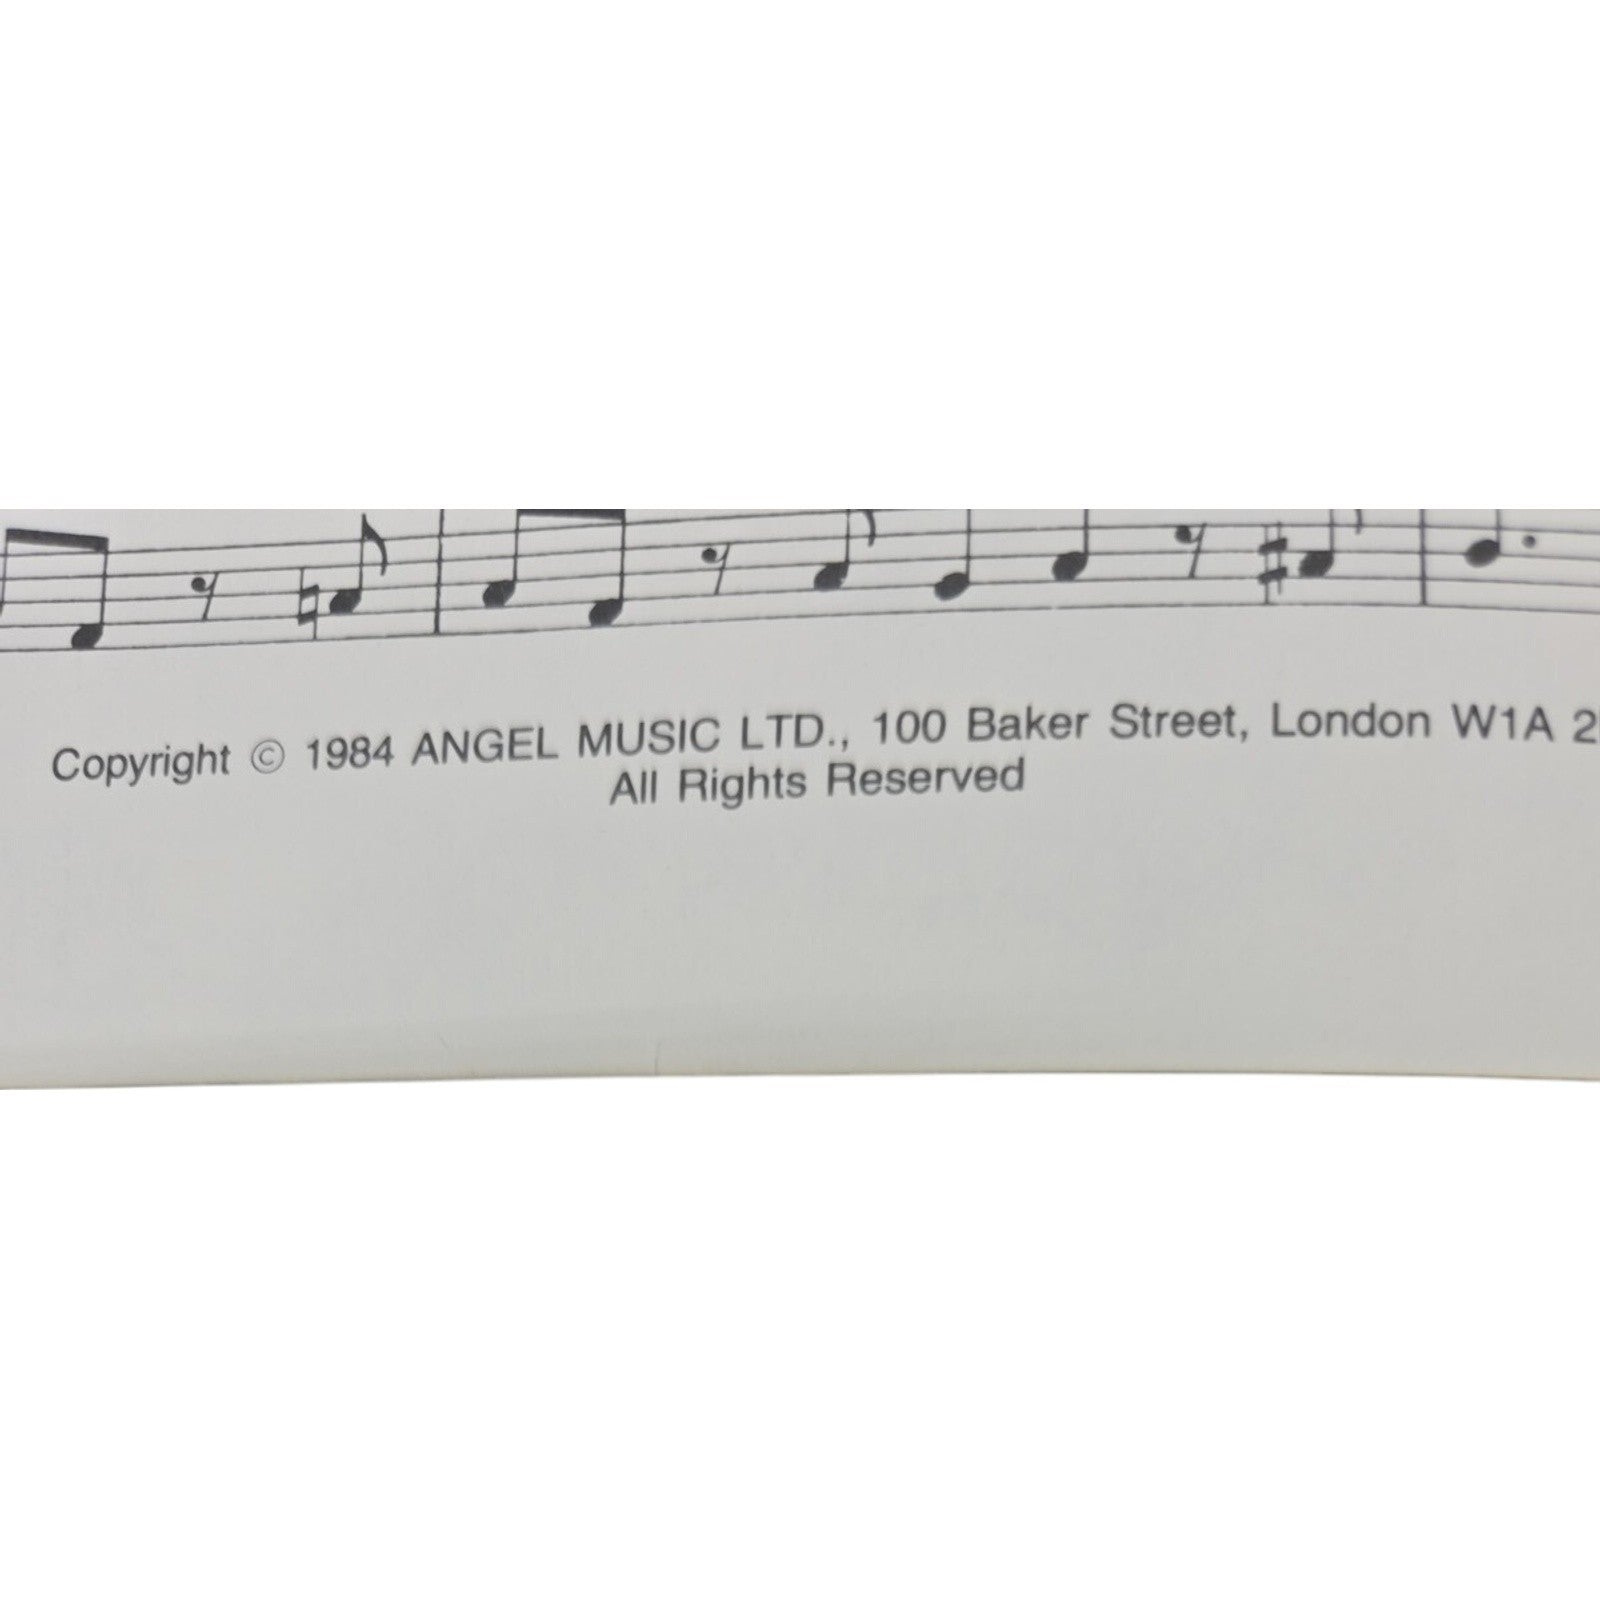 Copyright © 1984 ANGEL MUSIC LTD., 100 Baker Street, London W1A
All Rights Reserved